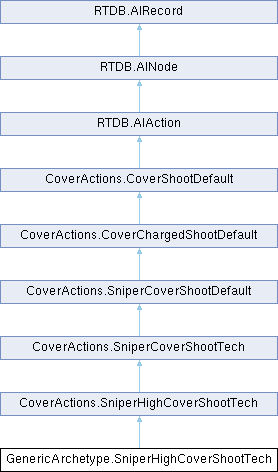 RTDB.AIRecord
RTDB.AINode
RTDB.AIAction
CoverActions.CoverShootDefault
CoverActions.CoverChargedShootDefault
CoverActions.SniperCoverShootDefault
CoverActions.SniperCoverShootTech
CoverActions.SniperHighCoverShootTech
GenericArchetype.SniperHighCoverShootTech